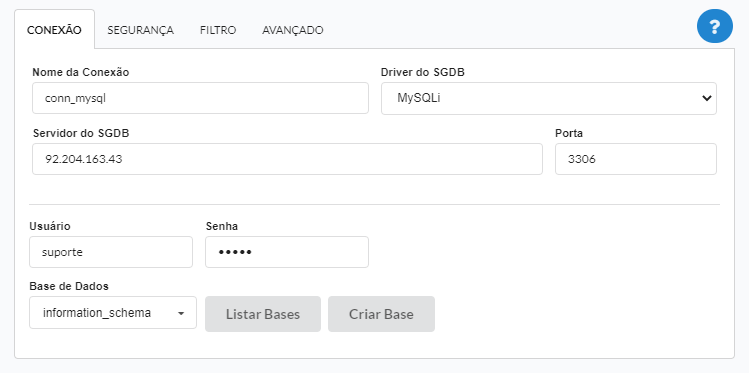 CONEXÃO SEGURANÇA FILTRO AVANÇADO ?
Nome da Conexão Driver do SGDB
conn_mysql MySQLi
Servidor do SGDB Porta
92.204.163.43 3306
Usuário Senha
suporte •••••
Base de Dados
information_schema Listar Bases Criar Base